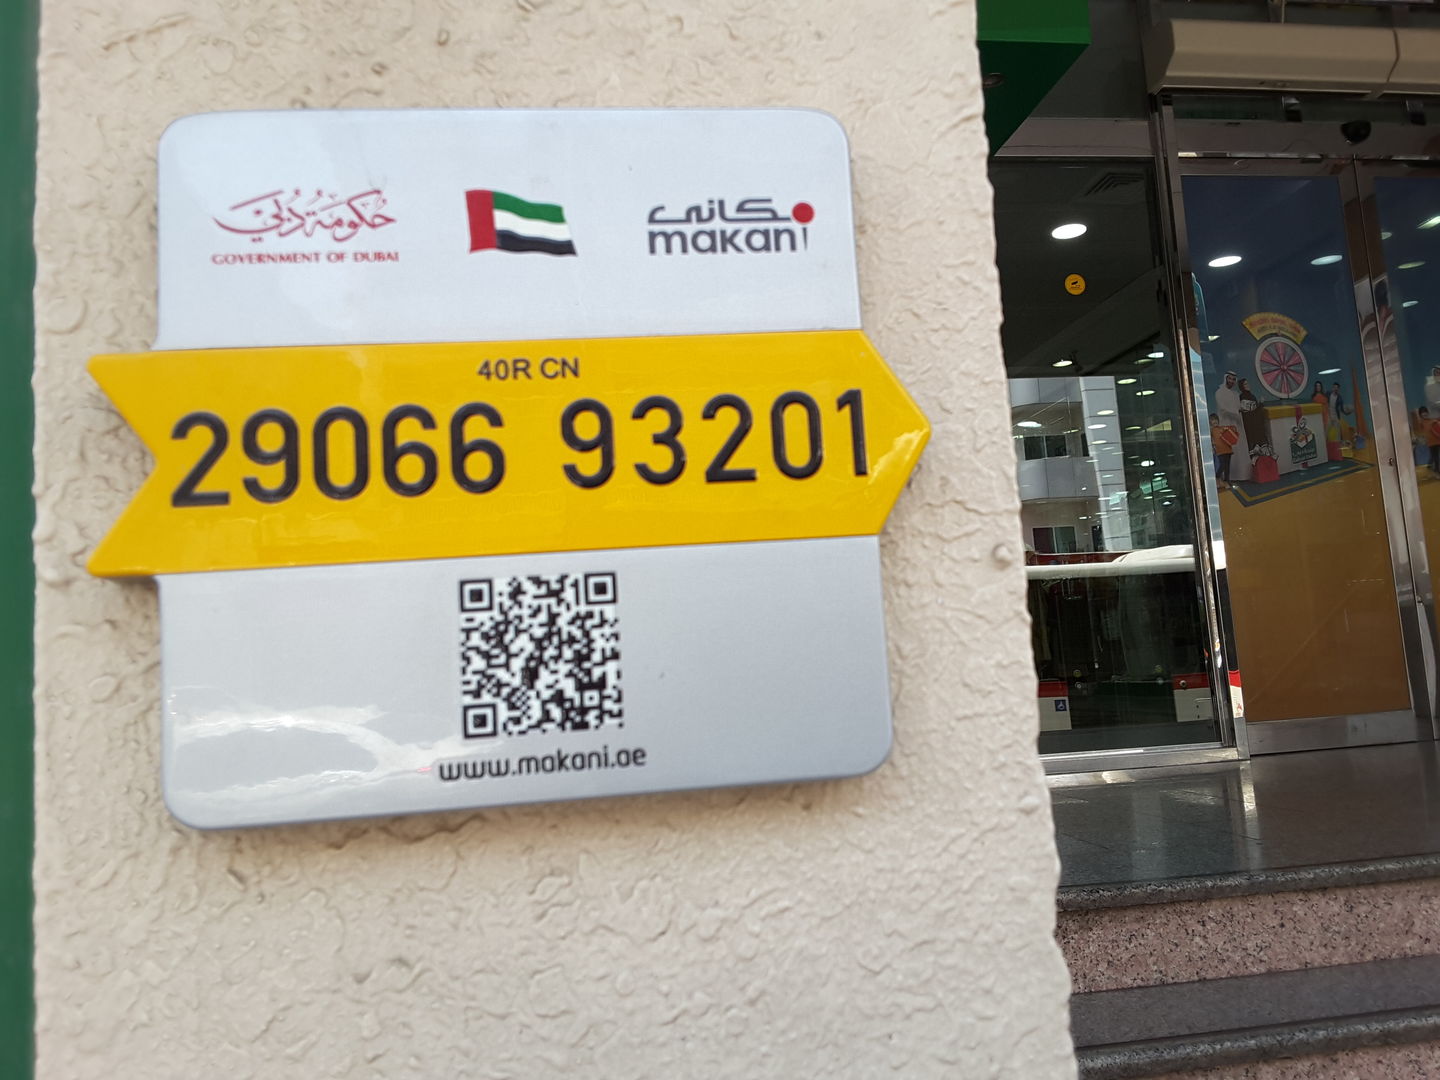 حكومة دبي
GOVERNMENT OF DUBAI
مكاني
makani
40R CN
29066 93201
www.makani.ae